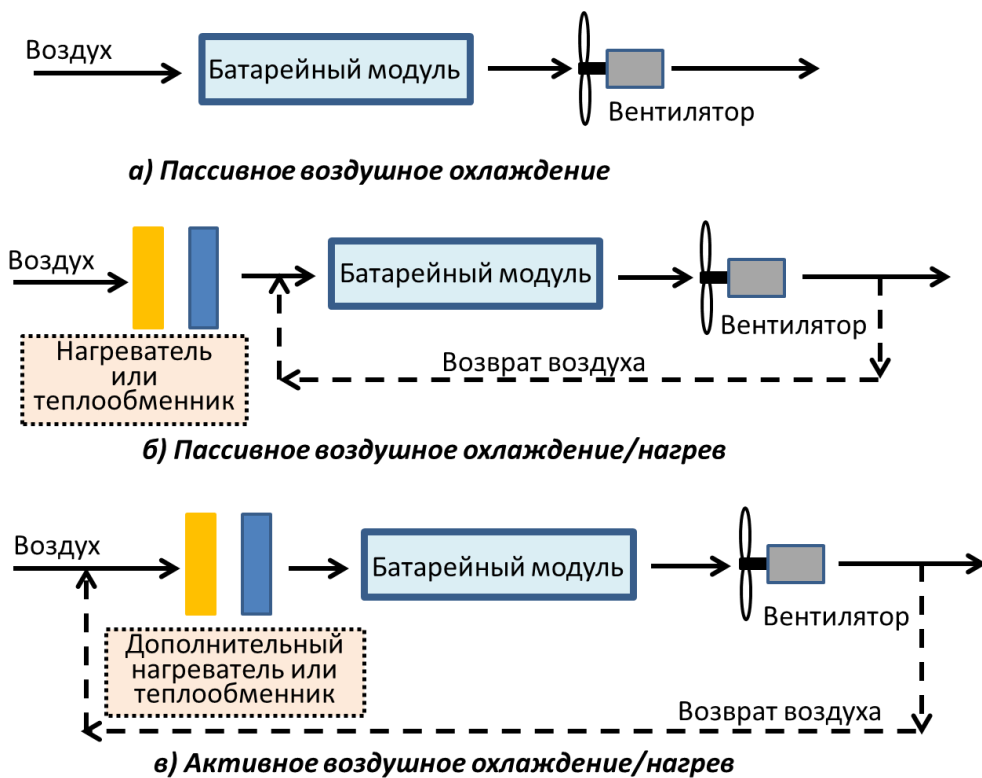 Воздух
Батарейный модуль
Вентилятор
а) Пассивное воздушное охлаждение
Воздух
Батарейный модуль
Вентилятор
Нагреватель
или
теплообменник
Возврат воздуха
б) Пассивное воздушное охлаждение/нагрев
Воздух
Батарейный модуль
Вентилятор
Дополнительный
нагреватель или
теплообменник
Возврат воздуха
в) Активное воздушное охлаждение/нагрев